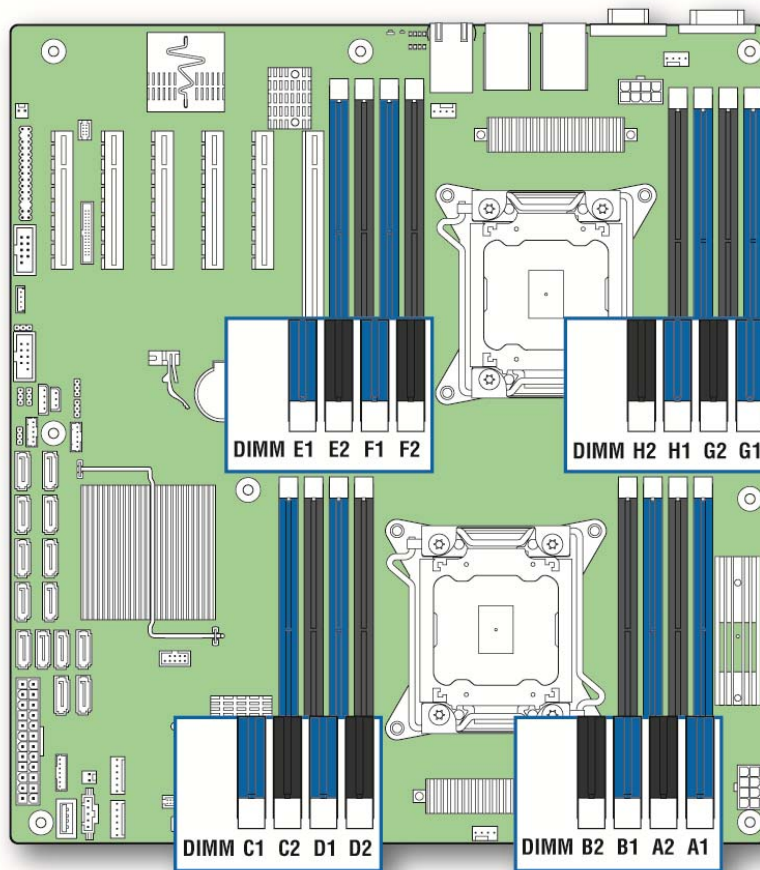 DIMM E1 E2 F1 F2
DIMM H2 H1 G2 G1
DIMM C1 C2 D1 D2
DIMM B2 B1 A2 A1